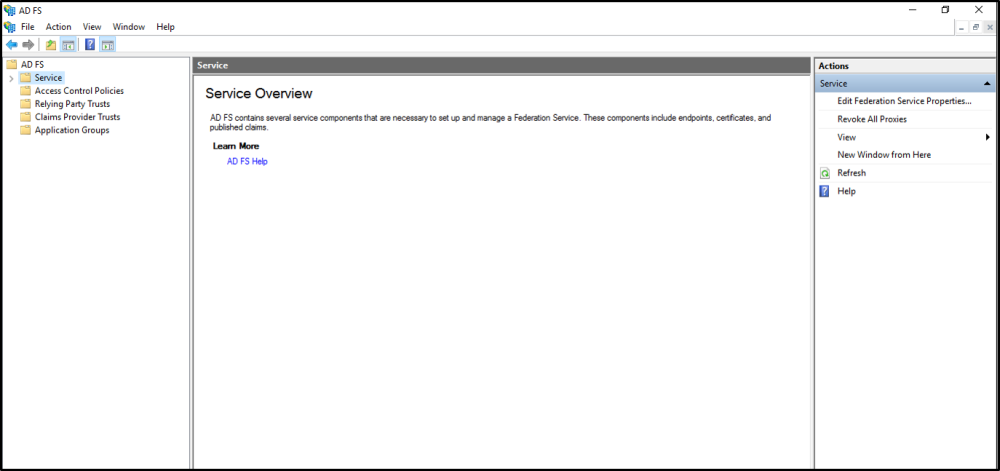 AD FS
File Action View Window Help
AD FS
Service
Access Control Policies
Relying Party Trusts
Claims Provider Trusts
Application Groups
Service
Service Overview
AD FS contains several service components that are necessary to set up and manage a Federation Service. These components include endpoints, certificates, and
published claims.
Learn More
AD FS Help
Actions
Service
Edit Federation Service Properties...
Revoke All Proxies
View
New Window from Here
Refresh
Help